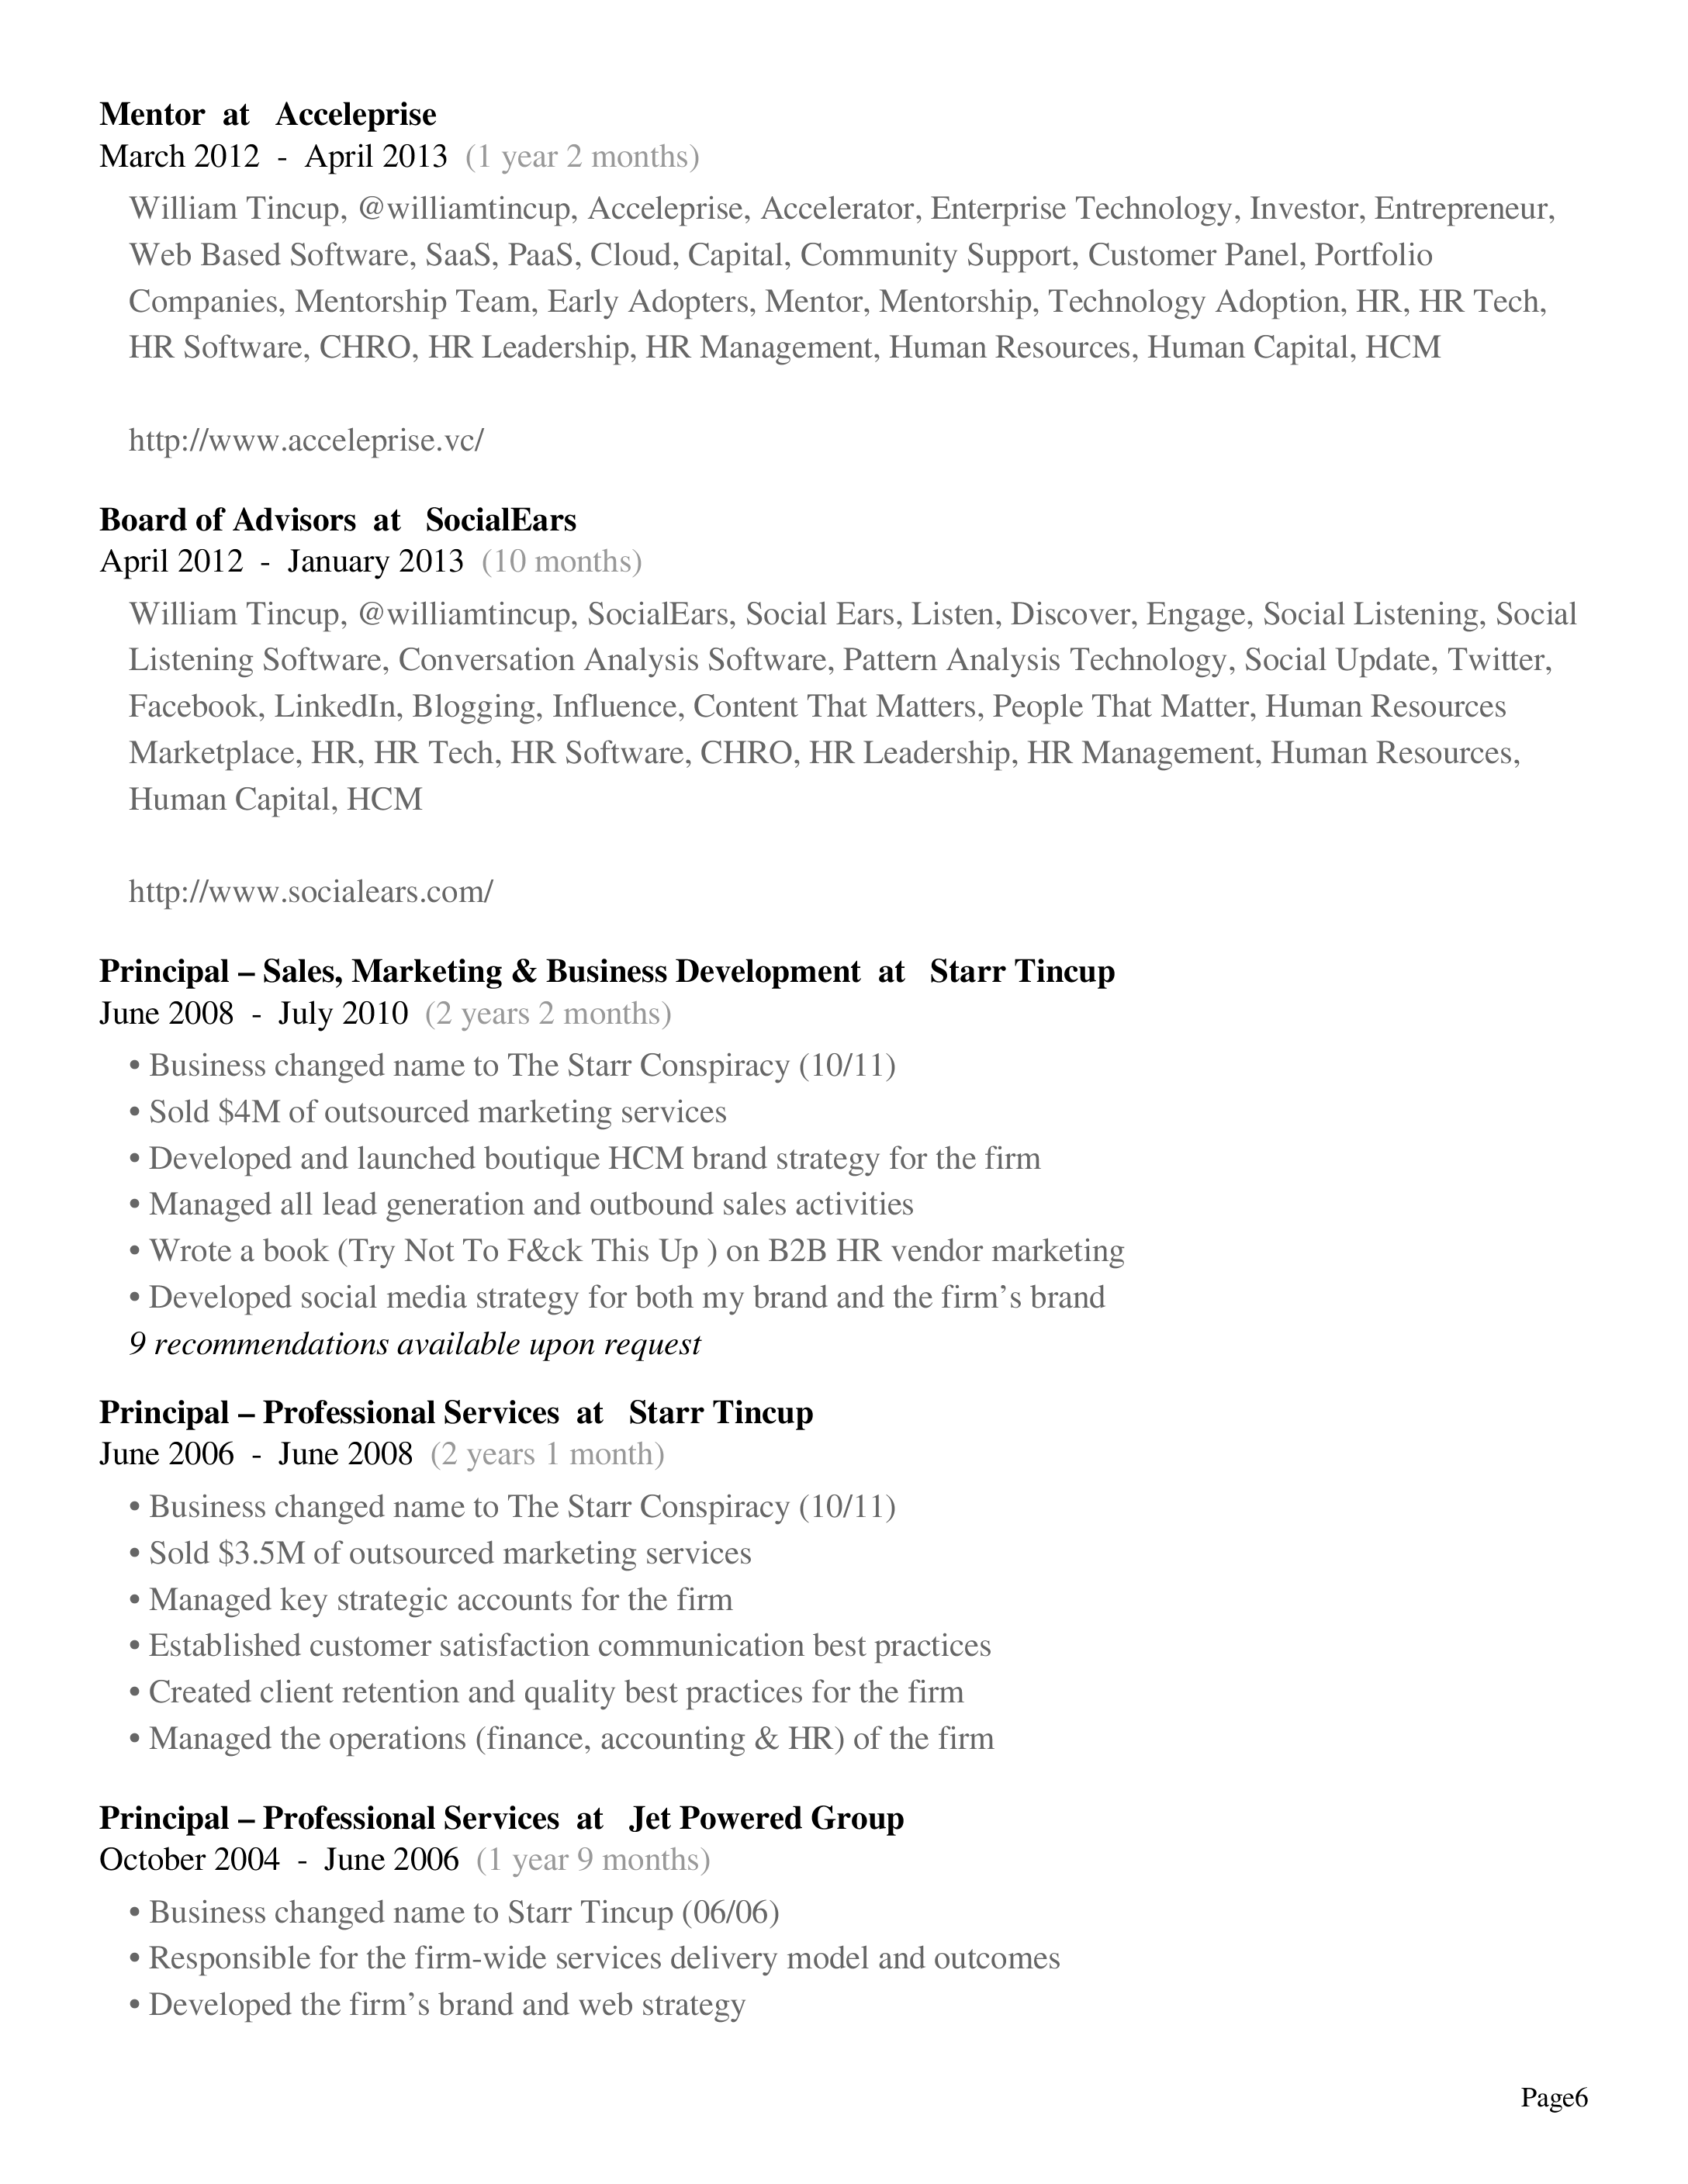 Mentor at Acceleprise
March 2012 - April 2013 (1 year 2 months)
William Tincup, @williamtincup, Acceleprise, Accelerator, Enterprise Technology, Investor, Entrepreneur,
Web Based Software, SaaS, PaaS, Cloud, Capital, Community Support, Customer Panel, Portfolio
Companies, Mentorship Team, Early Adopters, Mentor, Mentorship, Technology Adoption, HR, HR Tech,
HR Software, CHRO, HR Leadership, HR Management, Human Resources, Human Capital, HCM
http://www.acceleprise.vc/
Board of Advisors at SocialEars
April 2012 - January 2013 (10 months)
William Tincup, @williamtincup, SocialEars, Social Ears, Listen, Discover, Engage, Social Listening, Social
Listening Software, Conversation Analysis Software, Pattern Analysis Technology, Social Update, Twitter,
Facebook, LinkedIn, Blogging, Influence, Content That Matters, People That Matter, Human Resources
Marketplace, HR, HR Tech, HR Software, CHRO, HR Leadership, HR Management, Human Resources,
Human Capital, HCM
http://www.socialears.com/
Principal – Sales, Marketing & Business Development at Starr Tincup
June 2008 - July 2010 (2 years 2 months)
• Business changed name to The Starr Conspiracy (10/11)
• Sold $4M of outsourced marketing services
• Developed and launched boutique HCM brand strategy for the firm
• Managed all lead generation and outbound sales activities
• Wrote a book (Try Not To F&ck This Up ) on B2B HR vendor marketing
• Developed social media strategy for both my brand and the firm’s brand
9 recommendations available upon request
Principal – Professional Services at Starr Tincup
June 2006 - June 2008 (2 years 1 month)
• Business changed name to The Starr Conspiracy (10/11)
• Sold $3.5M of outsourced marketing services
• Managed key strategic accounts for the firm
• Established customer satisfaction communication best practices
• Created client retention and quality best practices for the firm
• Managed the operations (finance, accounting & HR) of the firm
Principal – Professional Services at Jet Powered Group
October 2004 - June 2006 (1 year 9 months)
• Business changed name to Starr Tincup (06/06)
• Responsible for the firm-wide services delivery model and outcomes
• Developed the firm’s brand and web strategy
Page6